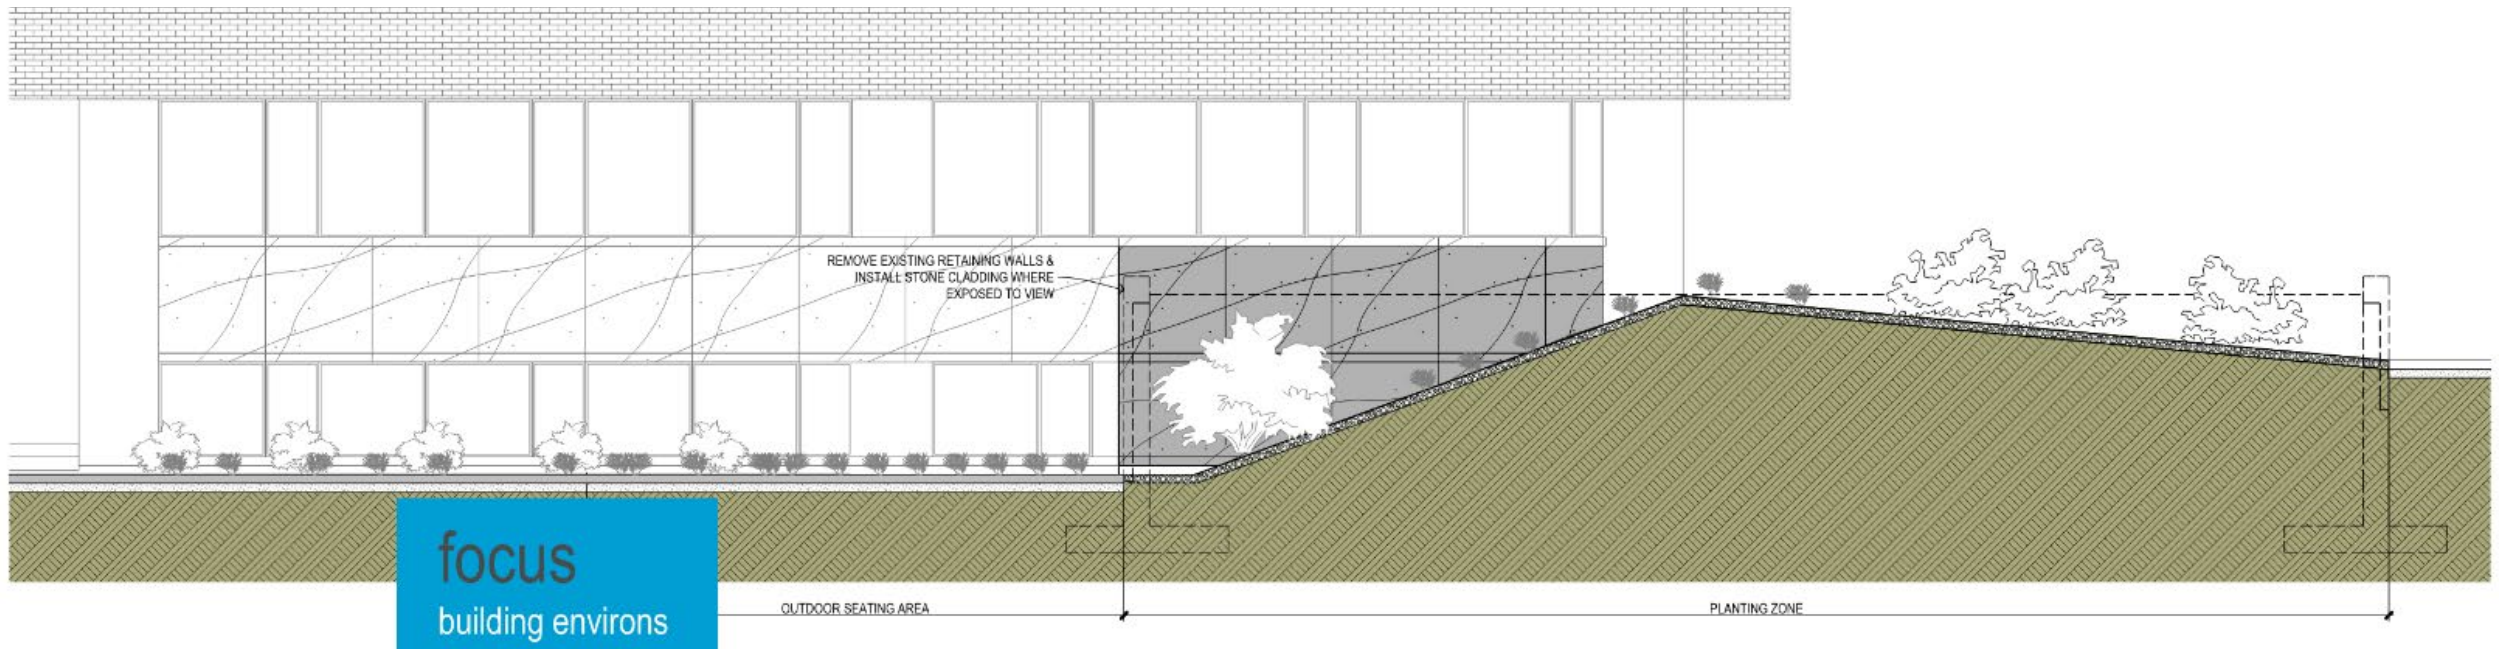 REMOVE EXISTING RETAINING WALLS &
INSTALL STONE CLADDING WHERE
EXPOSED TO VIEW
focus
building environs
OUTDOOR SEATING AREA
PLANTING ZONE